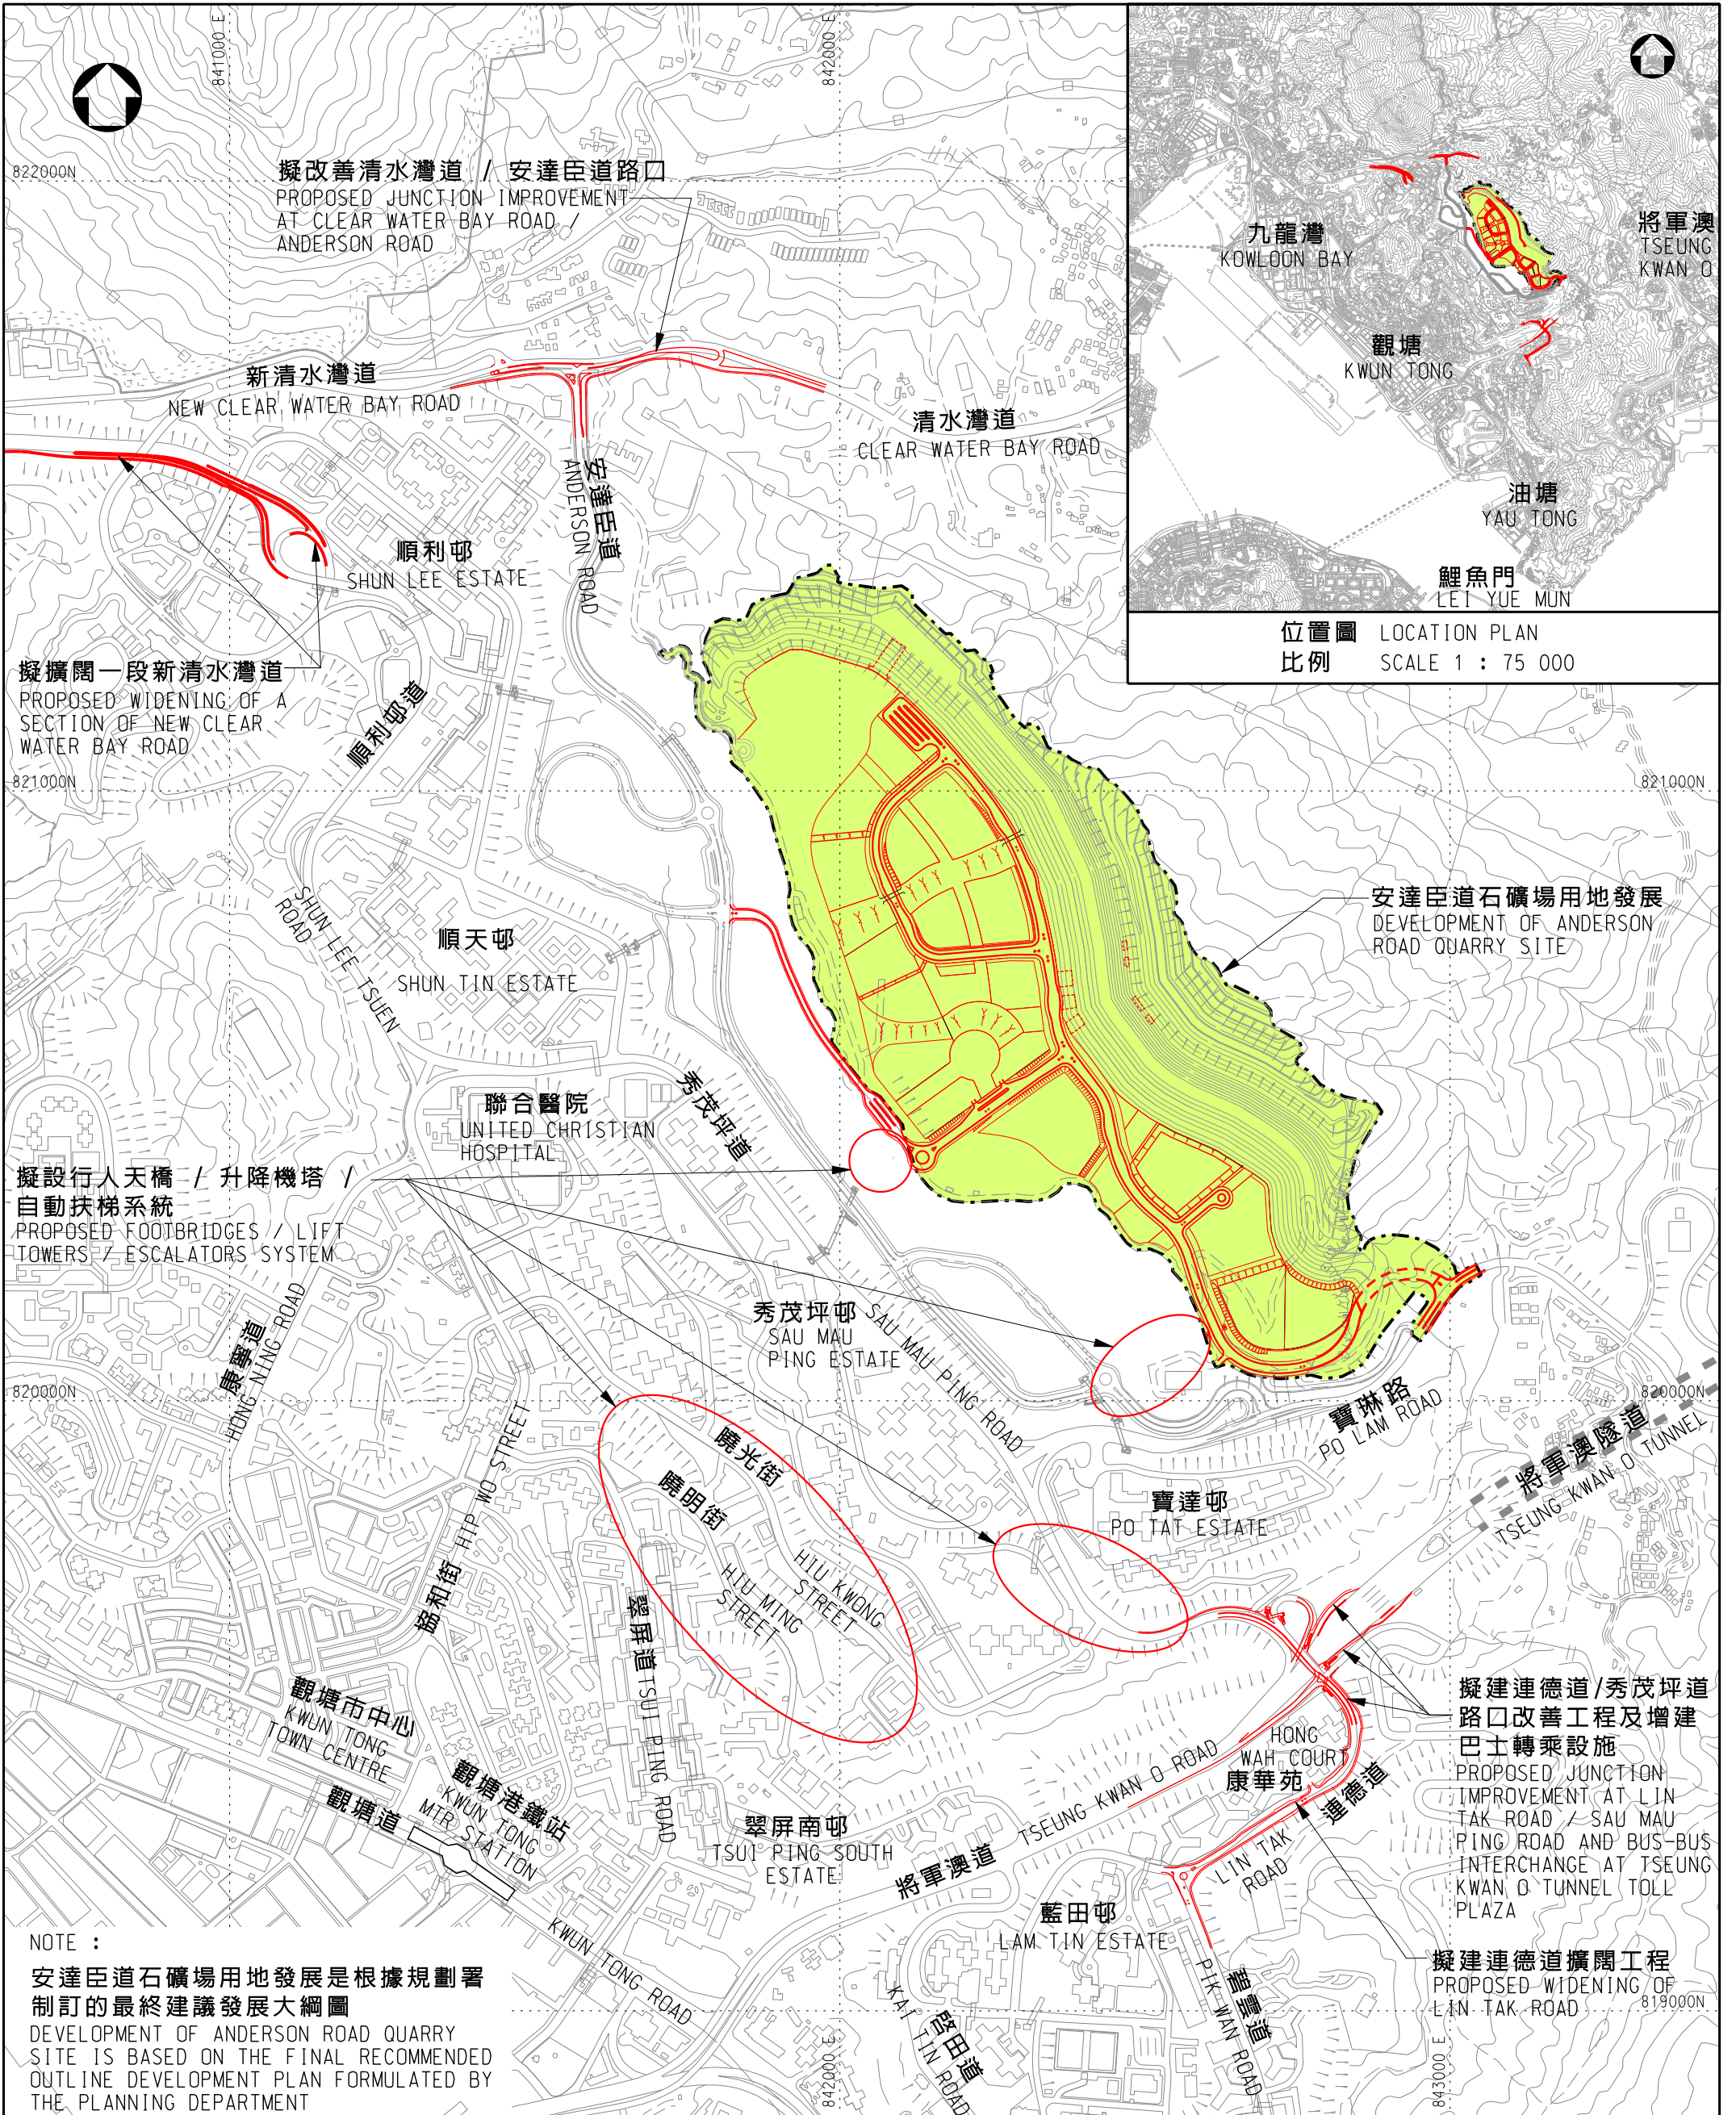 841000 E
842000 E
822000N
擬改善清水灣道 / 安達臣道路口
PROPOSED JUNCTION IMPROVEMENT
AT CLEAR WATER BAY ROAD /
ANDERSON ROAD
九龍灣
KOWLOON BAY
將軍澳
TSEUNG
KWAN O
觀塘
KWUN TONG
油塘
YAU TONG
鯉魚門
LEI YUE MUN
位置圖 LOCATION PLAN
比例 SCALE 1 : 75 000
新清水灣道
NEW CLEAR WATER BAY ROAD
清水灣道
CLEAR WATER BAY ROAD
安達臣道
ANDERSON ROAD
順利邨
SHUN LEE ESTATE
擬擴闊一段新清水灣道
PROPOSED WIDENING OF A
SECTION OF NEW CLEAR
WATER BAY ROAD
順利邨道
821000N
821000N
SHUN LEE TSUEN
ROAD
順天邨
SHUN TIN ESTATE
安達臣道石礦場用地發展
DEVELOPMENT OF ANDERSON
ROAD QUARRY SITE
聯合醫院
UNITED CHRISTIAN
HOSPITAL
秀茂坪道
擬設行人天橋 / 升降機塔 /
自動扶梯系統
PROPOSED FOOTBRIDGES / LIFT
TOWERS / ESCALATORS SYSTEM
康寧道
HONG NING ROAD
秀茂坪邨
SAU MAU
PING ESTATE
SAU MAU PING ROAD
820000N
820000N
寶琳路
PO LAM ROAD
將軍澳隧道
TSEUNG KWAN O TUNNEL
曉光街
曉明街
HIU KWONG
STREET
HIU MING
STREET
寶達邨
PO TAT ESTATE
協和街 HIP WO STREET
翠屏道 TSUI PING ROAD
觀塘市中心
KWUN TONG
TOWN CENTRE
觀塘港鐵站
KWUN TONG
MTR STATION
觀塘道
KWUN TONG ROAD
翠屏南邨
TSUI PING SOUTH
ESTATE
將軍澳道 TSEUNG KWAN O ROAD
HONG
WAH COURT
康華苑
連德道
LIN TAK
ROAD
擬建連德道/秀茂坪道
路口改善工程及增建
巴士轉乘設施
PROPOSED JUNCTION
IMPROVEMENT AT LIN
TAK ROAD / SAU MAU
PING ROAD AND BUS-BUS
INTERCHANGE AT TSEUNG
KWAN O TUNNEL TOLL
PLAZA
藍田邨
LAM TIN ESTATE
擬建連德道擴闊工程
PROPOSED WIDENING OF
LIN TAK ROAD
819000N
碧雲道
PIK WAN ROAD
啓田道
KAI TIN ROAD
842000 E
843000 E
NOTE :
安達臣道石礦場用地發展是根據規劃署
制訂的最終建議發展大綱圖
DEVELOPMENT OF ANDERSON ROAD QUARRY
SITE IS BASED ON THE FINAL RECOMMENDED
OUTLINE DEVELOPMENT PLAN FORMULATED BY
THE PLANNING DEPARTMENT